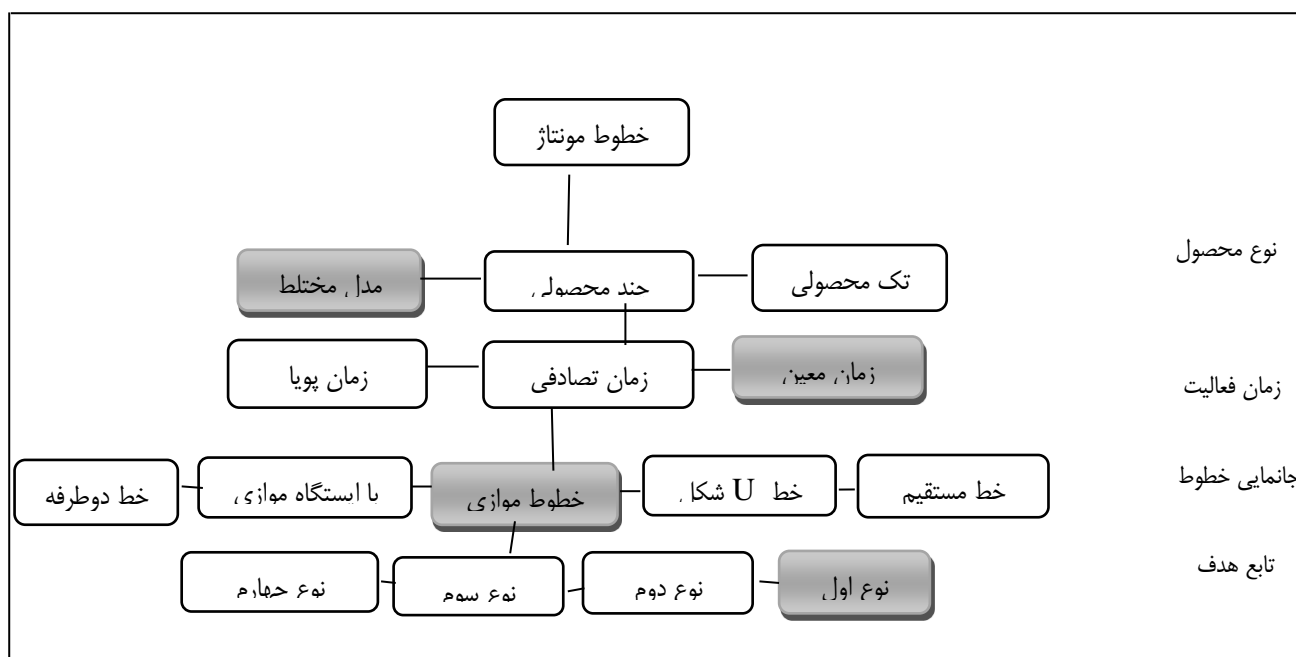 خطوط مونتاژ
نوع محصول
تک محصولی
چند محصولی
مدل مختلط
زمان فعالیت
زمان معین
زمان تصادفی
زمان پویا
جانمایی خطوط
خط مستقیم
خط U شکل
خطوط موازی
با ایستگاه موازی
خط دوطرفه
تابع هدف
نوع اول
نوع دوم
نوع سوم
نوع چهارم